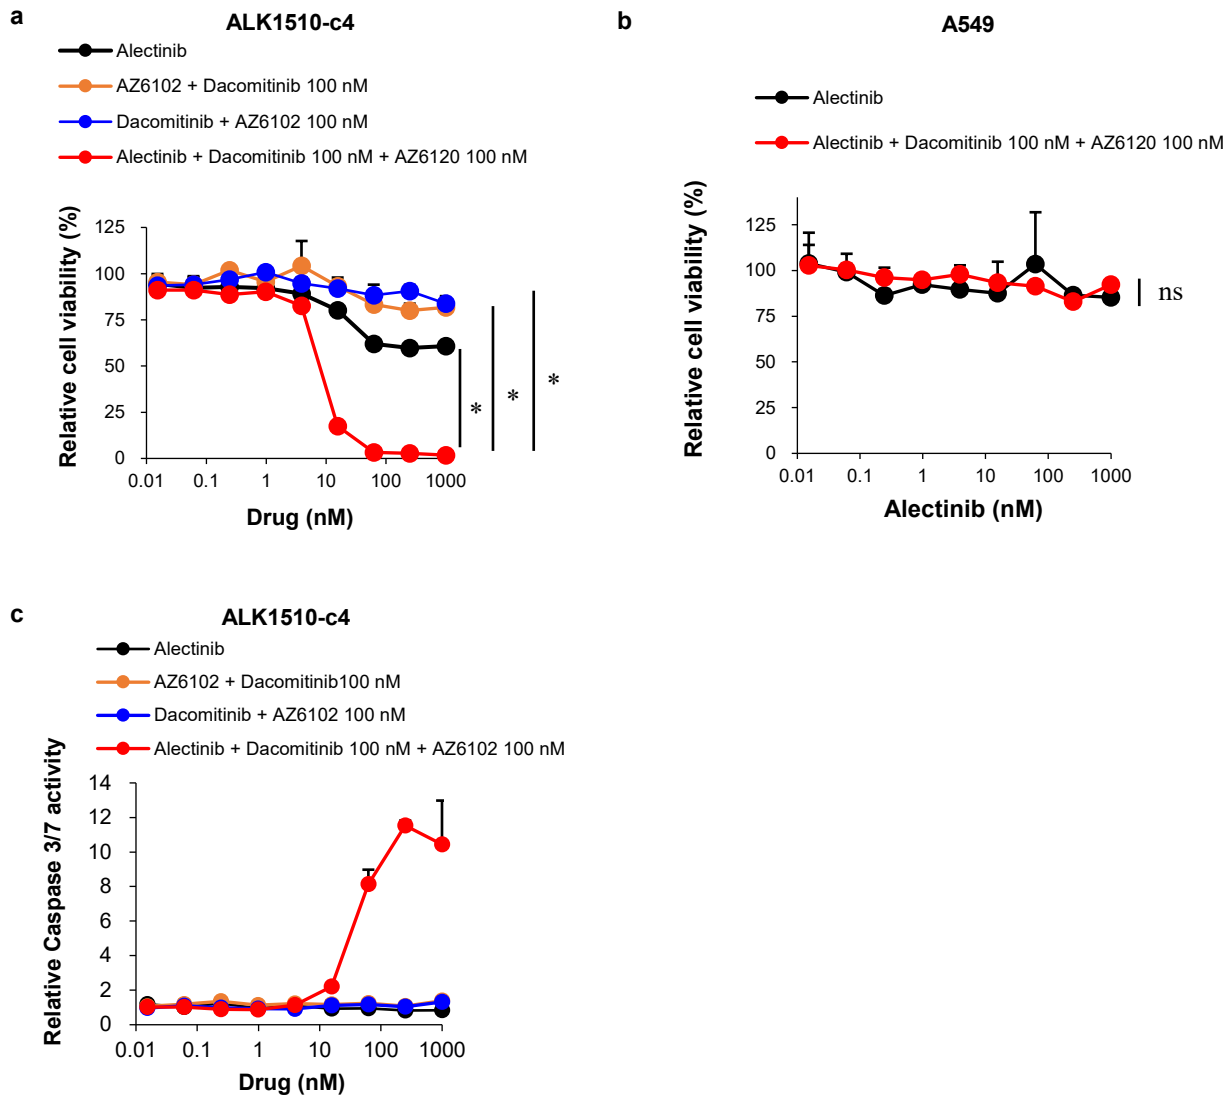 a
ALK1510-c4
Alectinib
AZ6102 + Dacomitinib 100 nM
Dacomitinib + AZ6102 100 nM
Alectinib + Dacomitinib 100 nM + AZ6120 100 nM
Relative cell viability (%)
125
100
75
50
25
0
0.01 0.1 1 10 100 1000
Drug (nM)
*
*
*
b
A549
Alectinib
Alectinib + Dacomitinib 100 nM + AZ6120 100 nM
Relative cell viability (%)
125
100
75
50
25
0
0.01 0.1 1 10 100 1000
Alectinib (nM)
ns
c
ALK1510-c4
Alectinib
AZ6102 + Dacomitinib100 nM
Dacomitinib + AZ6102 100 nM
Alectinib + Dacomitinib 100 nM + AZ6102 100 nM
Relative Caspase 3/7 activity
14
12
10
8
6
4
2
0
0.01 0.1 1 10 100 1000
Drug (nM)